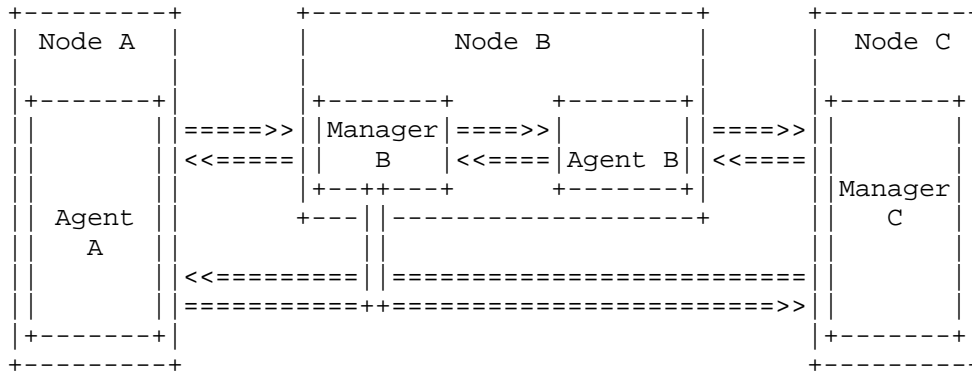 Node A Node B Node C
Manager
B Agent B Manager
Agent C
A